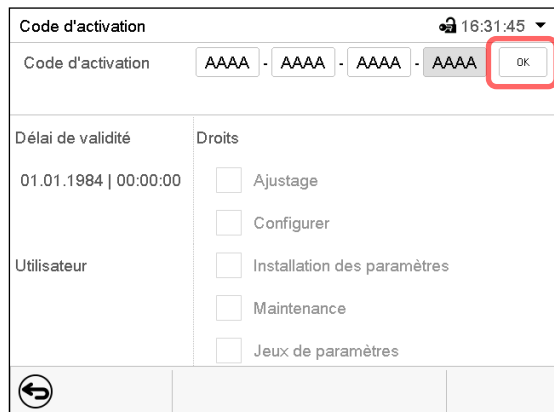 Code d'activation 16:31:45
Code d'activation AAAA - AAAA - AAAA - AAAA OK
Délai de validité Droits
01.01.1984 | 00:00:00 Ajustage
Configurer
Utilisateur Installation des paramètres
Maintenance
Jeux de paramètres